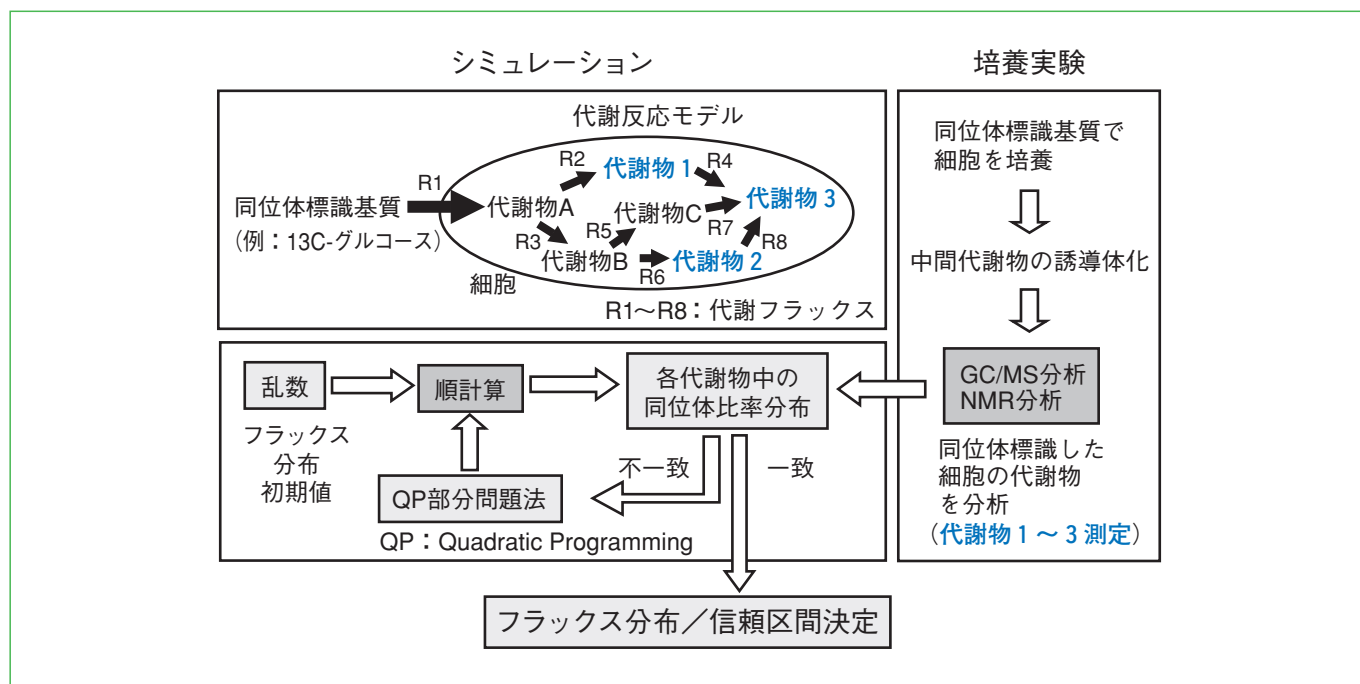 シミュレーション
代謝反応モデル
R1
R2
代謝物1
R4
同位体標識基質
(例:13C-グルコース)
代謝物A
代謝物C
代謝物3
R3
R5
R7
R8
代謝物B
代謝物2
R6
細胞
R1～R8:代謝フラックス
乱数
順計算
各代謝物中の
同位体比率分布
フラックス
分布
初期値
不一致
一致
QP部分問題法
QP:Quadratic Programming
フラックス分布／信頼区間決定
培養実験
同位体標識基質で
細胞を培養
中間代謝物の誘導体化
GC/MS分析
NMR分析
同位体標識した
細胞の代謝物
を分析
(代謝物1～3測定)